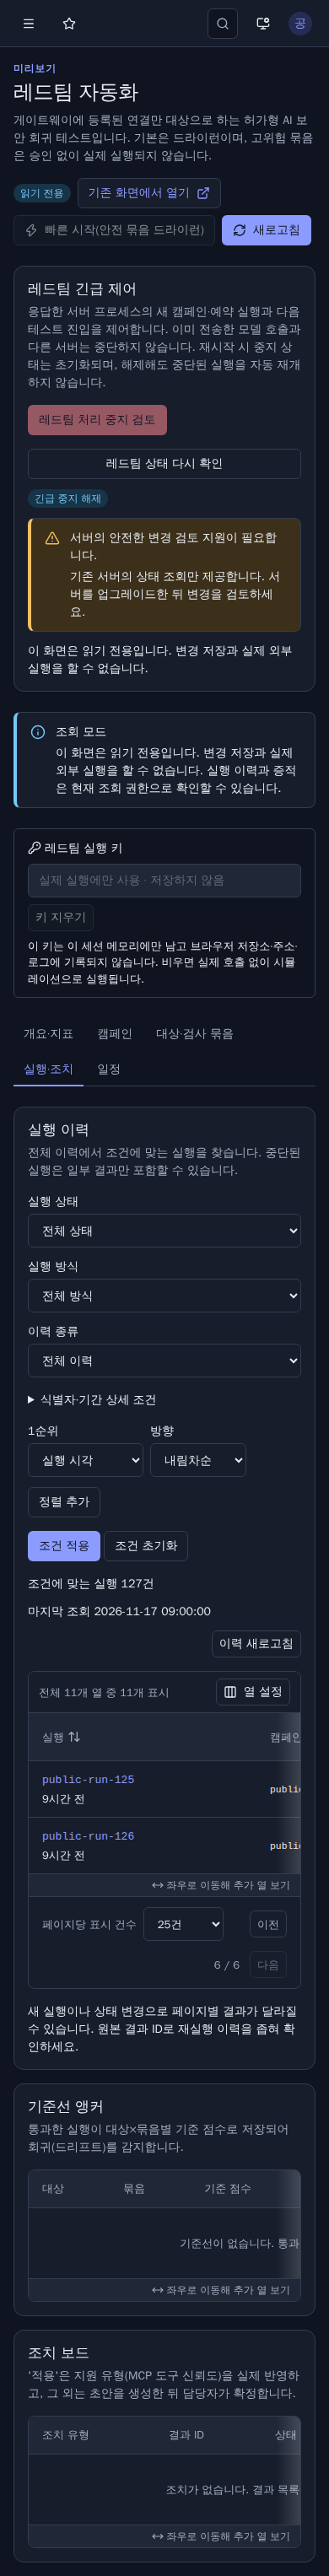 공
미리보기
레드팀 자동화
게이트웨이에 등록된 연결만 대상으로 하는 허가형 AI 보
안 회귀 테스트입니다. 기본은 드라이런이며, 고위험 묶음
은 승인 없이 실제 실행되지 않습니다.
읽기 전용
기존 화면에서 열기
빠른 시작(안전 묶음 드라이런)
새로고침
레드팀 긴급 제어
응답한 서버 프로세스의 새 캠페인·예약 실행과 다음
테스트 진입을 제어합니다. 이미 전송한 모델 호출과
다른 서버는 중단하지 않습니다. 재시작 시 중지 상
태는 초기화되며, 해제해도 중단된 실행을 자동 재개
하지 않습니다.
레드팀 처리 중지 검토
레드팀 상태 다시 확인
긴급 중지 해제
서버의 안전한 변경 검토 지원이 필요합
니다.
기존 서버의 상태 조회만 제공합니다. 서
버를 업그레이드한 뒤 변경을 검토하세
요.
이 화면은 읽기 전용입니다. 변경 저장과 실제 외부
실행을 할 수 없습니다.
조회 모드
이 화면은 읽기 전용입니다. 변경 저장과 실제
외부 실행을 할 수 없습니다. 실행 이력과 증적
은 현재 조회 권한으로 확인할 수 있습니다.
레드팀 실행 키
실제 실행에만 사용 · 저장하지 않음
키 지우기
이 키는 이 세션 메모리에만 남고 브라우저 저장소·주소·
로그에 기록되지 않습니다. 비우면 실제 호출 없이 시뮬
레이션으로 실행됩니다.
개요·지표
캠페인
대상·검사 묶음
실행·조치
일정
실행 이력
전체 이력에서 조건에 맞는 실행을 찾습니다. 중단된
실행은 일부 결과만 포함할 수 있습니다.
실행 상태
전체 상태
실행 방식
전체 방식
이력 종류
전체 이력
▶ 식별자·기간 상세 조건
1순위
방향
실행 시각
내림차순
정렬 추가
조건 적용
조건 초기화
조건에 맞는 실행 127건
마지막 조회 2026-11-17 09:00:00
이력 새로고침
전체 11개 열 중 11개 표시
열 설정
실행
캠페인
public-run-125
9시간 전
public
public-run-126
9시간 전
public
좌우로 이동해 추가 열 보기
페이지당 표시 건수
25건
이전
6 / 6
다음
새 실행이나 상태 변경으로 페이지별 결과가 달라질
수 있습니다. 원본 결과 ID로 재실행 이력을 좁혀 확
인하세요.
기준선 앵커
통과한 실행이 대상×묶음별 기준 점수로 저장되어
회귀(드리프트)를 감지합니다.
대상
묶음
기준 점수
기준선이 없습니다. 통과
좌우로 이동해 추가 열 보기
조치 보드
'적용'은 지원 유형(MCP 도구 신뢰도)을 실제 반영하
고, 그 외는 초안을 생성한 뒤 담당자가 확정합니다.
조치 유형
결과 ID
상태
조치가 없습니다. 결과 목록
좌우로 이동해 추가 열 보기